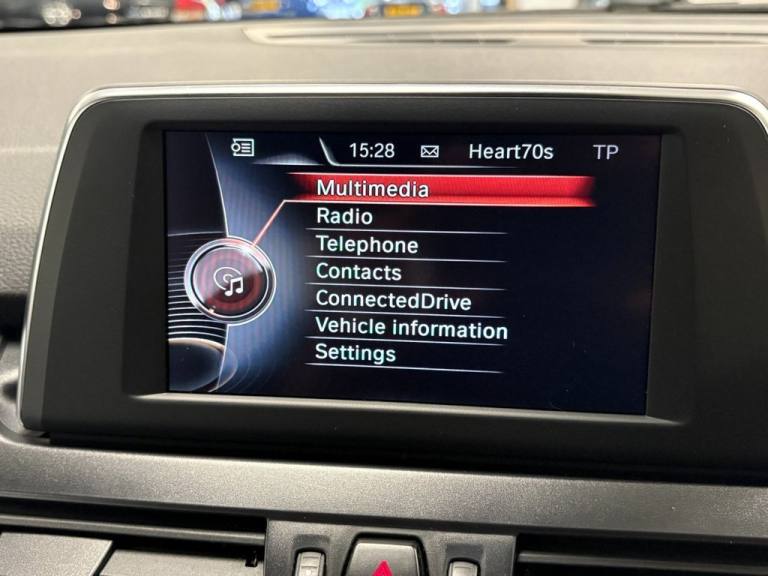 15:28 Heart70s TP
Multimedia
Radio
Telephone
Contacts
ConnectedDrive
Vehicle information
Settings